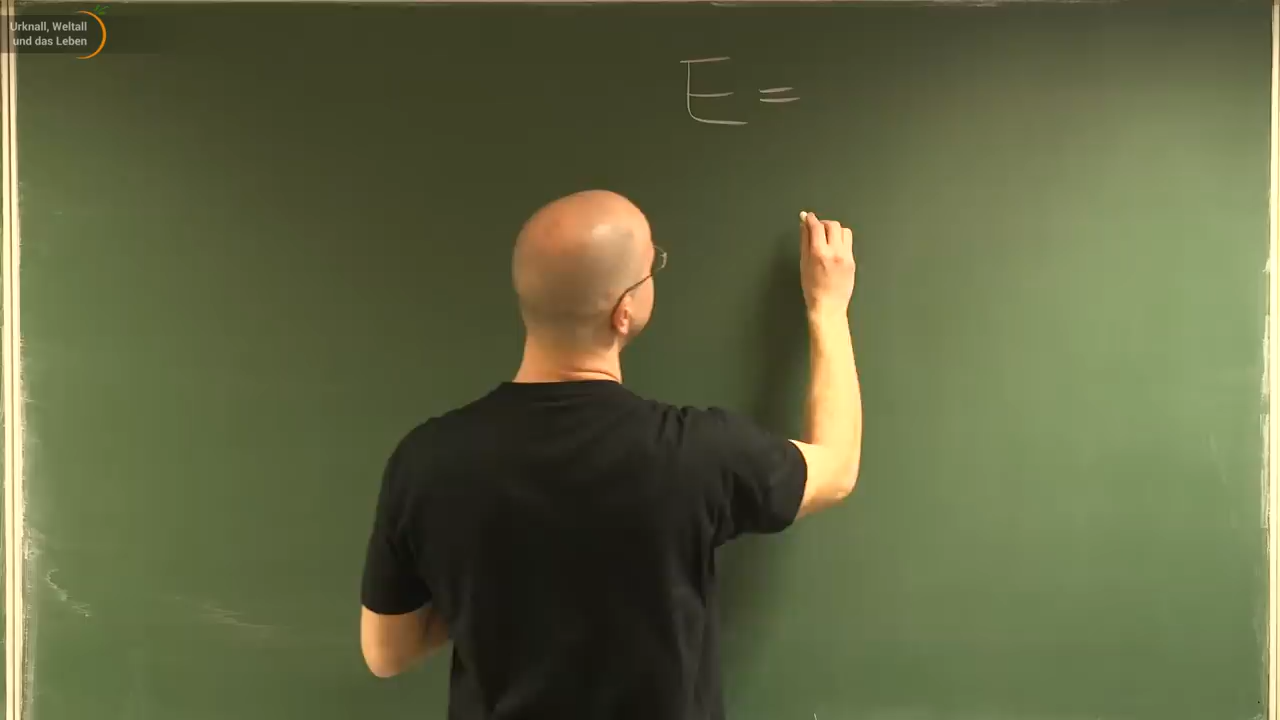 Urknall, Weltall
und das Leben
E =